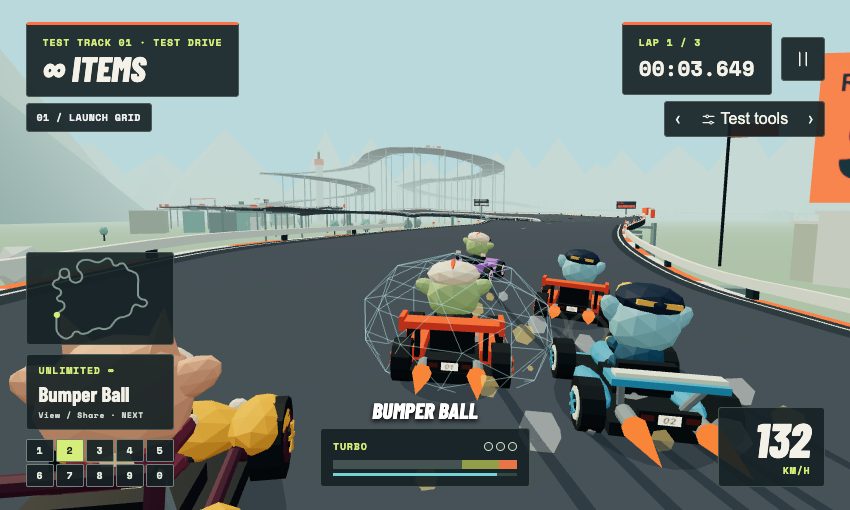 TEST TRACK 01 · TEST DRIVE
∞ ITEMS
01 / LAUNCH GRID
LAP 1 / 3
00:03.649
‹ Test tools ›
UNLIMITED ∞
Bumper Ball
View / Share · NEXT
1 2 3 4 5
6 7 8 9 0
BUMPER BALL
TURBO
01
02
132
KM/H